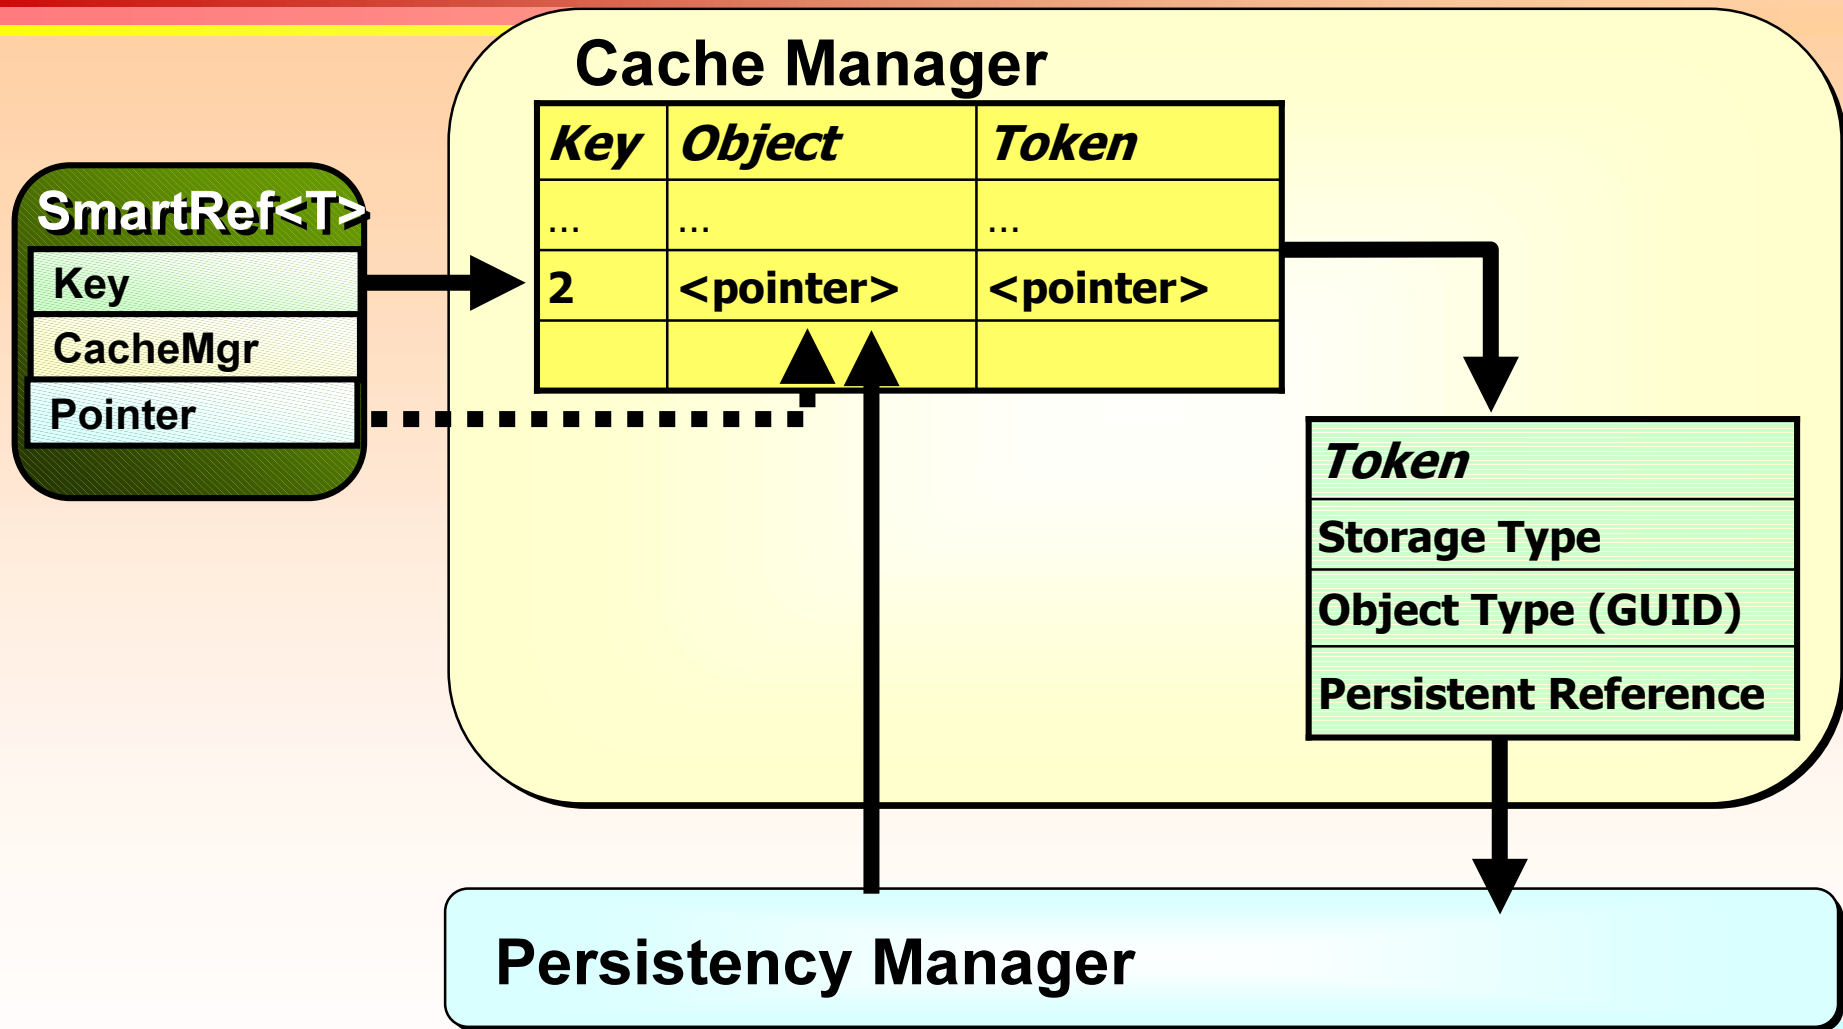 Cache Manager
Key Object Token
... ... ...
2 <pointer> <pointer>
SmartRef<T>
Key
CacheMgr
Pointer
Token
Storage Type
Object Type (GUID)
Persistent Reference
Persistency Manager